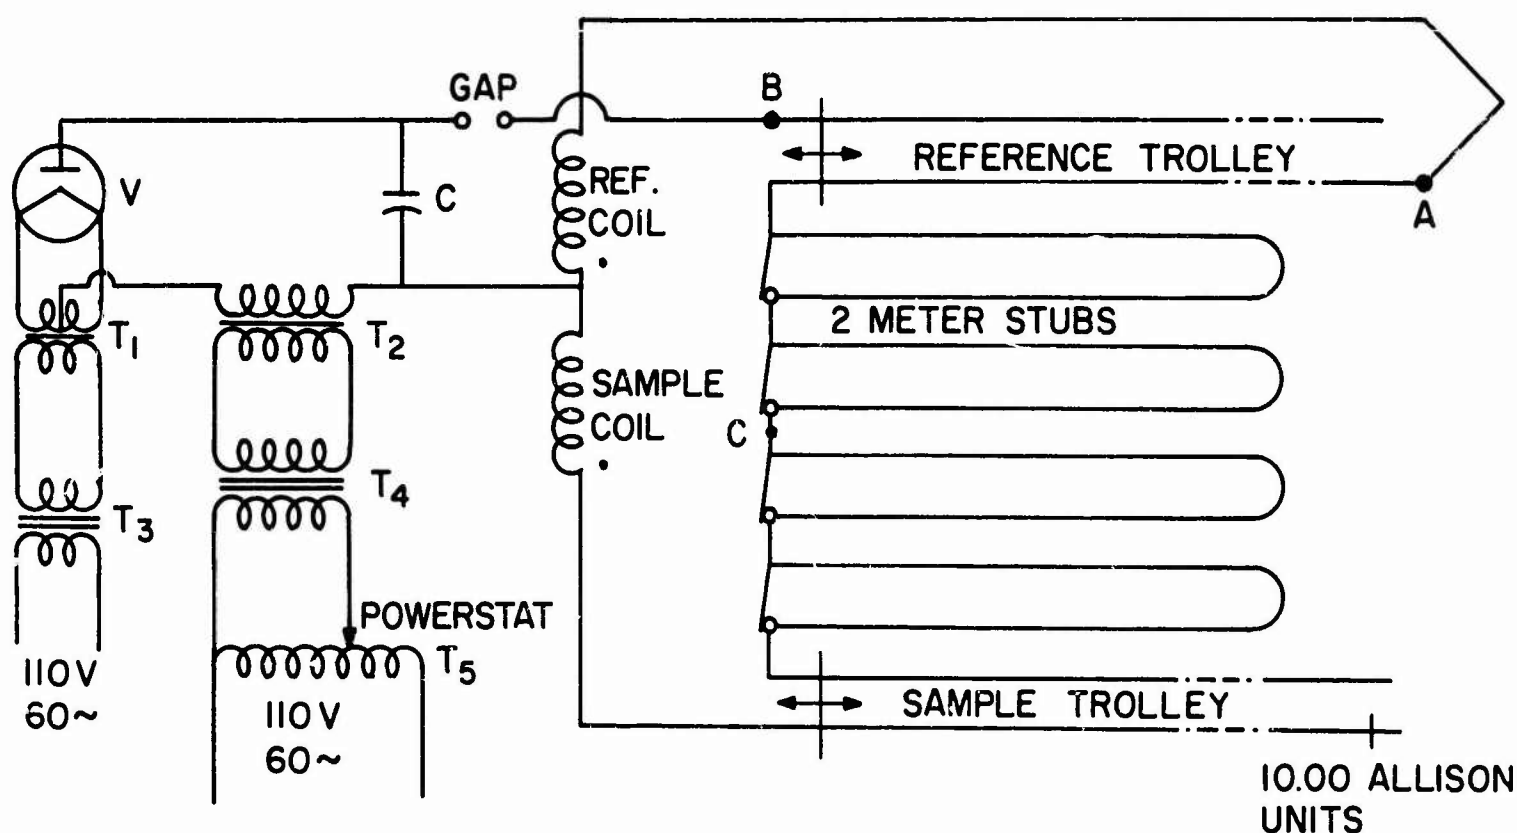 GAP
B
V
C
REF.
COIL
REFERENCE TROLLEY
A
T1
T2
2 METER STUBS
SAMPLE
COIL
C
T3
T4
POWERSTAT
T5
110V
60~
110V
60~
SAMPLE TROLLEY
10.00 ALLISON
UNITS